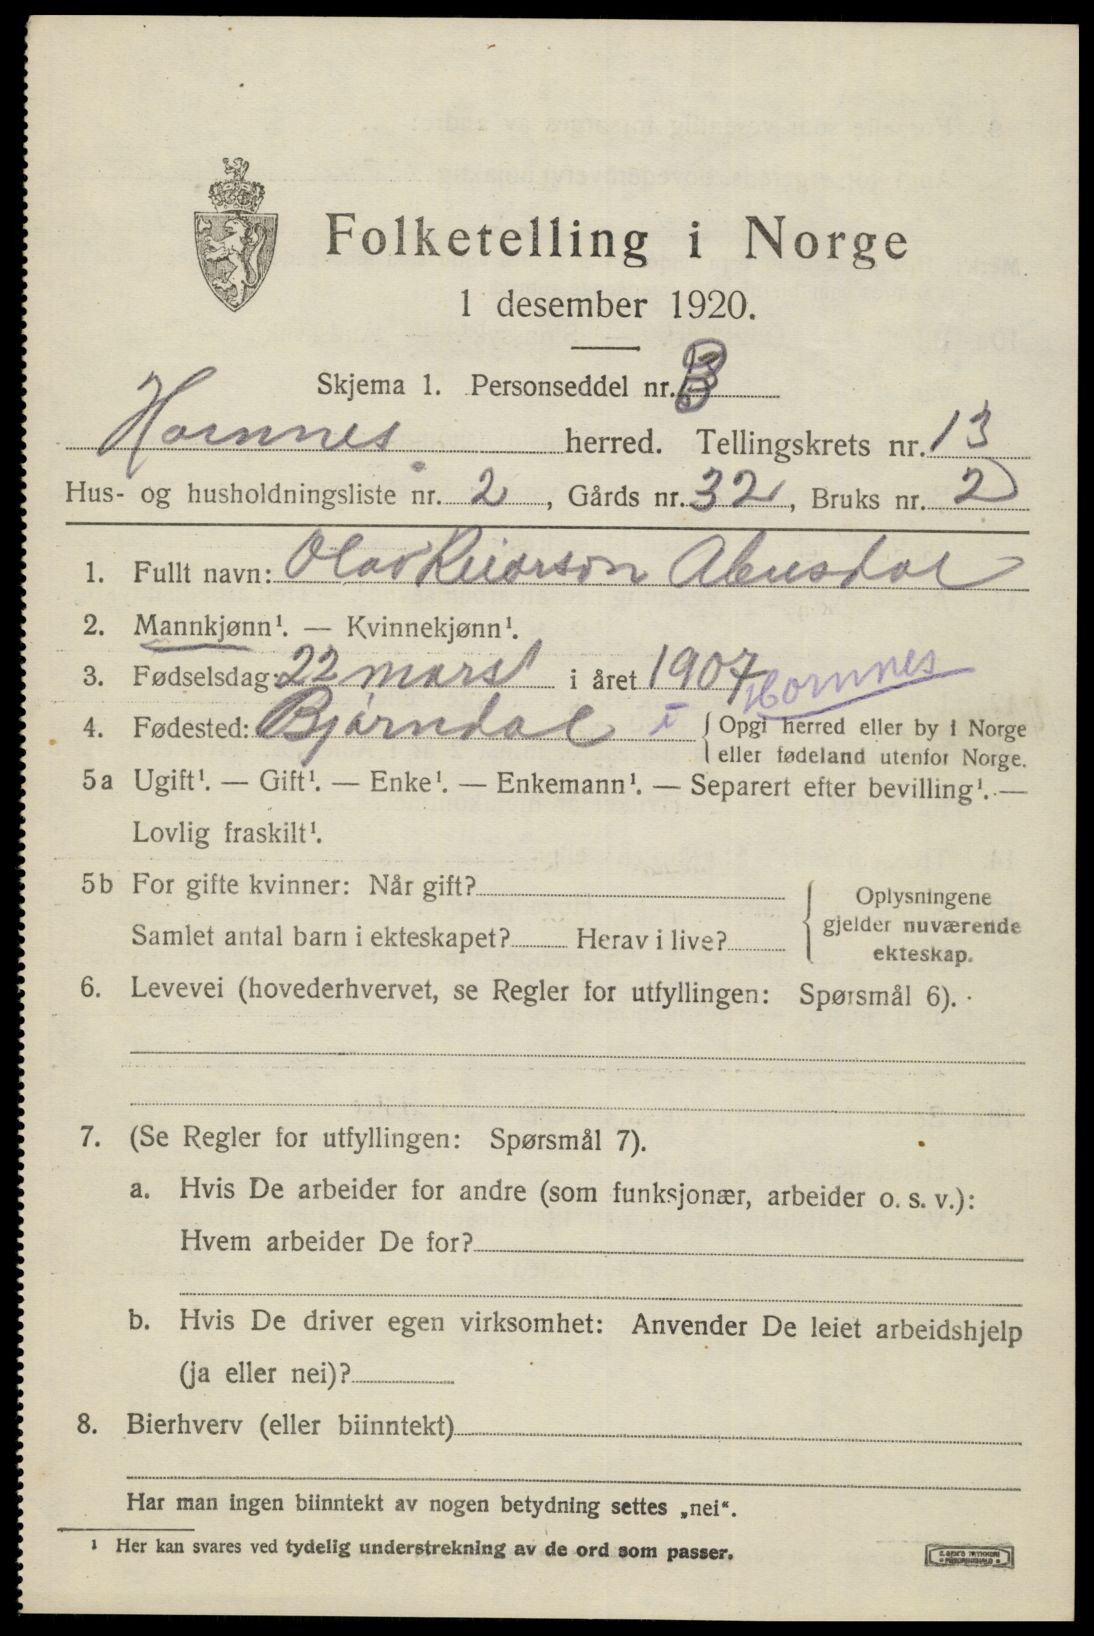 Folketelling i Norge
1 desember 1920.
Skjema 1. Personseddel nr.
Hornnes herred. Tellingskrets nr. 13
Hus- og husholdningsliste nr. 2, Gårds nr. 32, Bruks nr. 2
1. Fullt navn: Olav Reiarson Abusdal
2. Mannkjønn¹. — Kvinnekjønn¹.
3. Fødselsdag: 22 mars i året 1907
Hornnes
4. Fødested: Bjørndal i { Opgi herred eller by i Norge
eller fødeland utenfor Norge.
5a Ugift¹. — Gift¹. — Enke¹. — Enkemann¹. — Separert efter bevilling¹. —
Lovlig fraskilt¹.
5b For gifte kvinner: Når gift?
Samlet antal barn i ekteskapet? Herav i live?
{ Oplysningene
gjelder nuværende
ekteskap.
6. Levevei (hovederhvervet, se Regler for utfyllingen: Spørsmål 6).
7. (Se Regler for utfyllingen: Spørsmål 7).
a. Hvis De arbeider for andre (som funksjonær, arbeider o. s. v.):
Hvem arbeider De for?
b. Hvis De driver egen virksomhet: Anvender De leiet arbeidshjelp
(ja eller nei)?
8. Bierhverv (eller biinntekt)
Har man ingen biinntekt av nogen betydning settes „nei“.
¹ Her kan svares ved tydelig understrekning av de ord som passer.